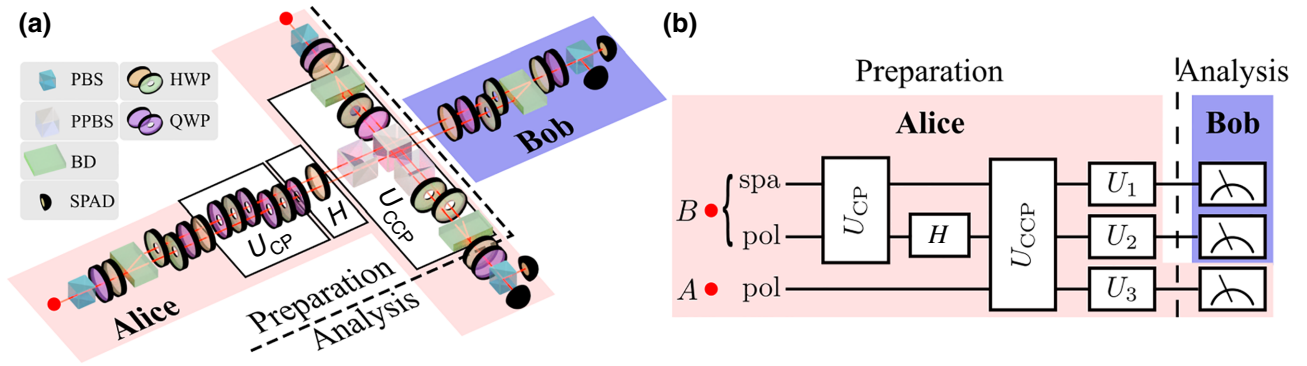 (a)
PBS
HWP
PPBS
QWP
BD
SPAD
Bob
U_CCP
H
U_CP
Alice
Preparation
Analysis
(b)
Preparation
Analysis
Alice
Bob
spa
B
pol
A
pol
U_CP
H
U_CCP
U_1
U_2
U_3